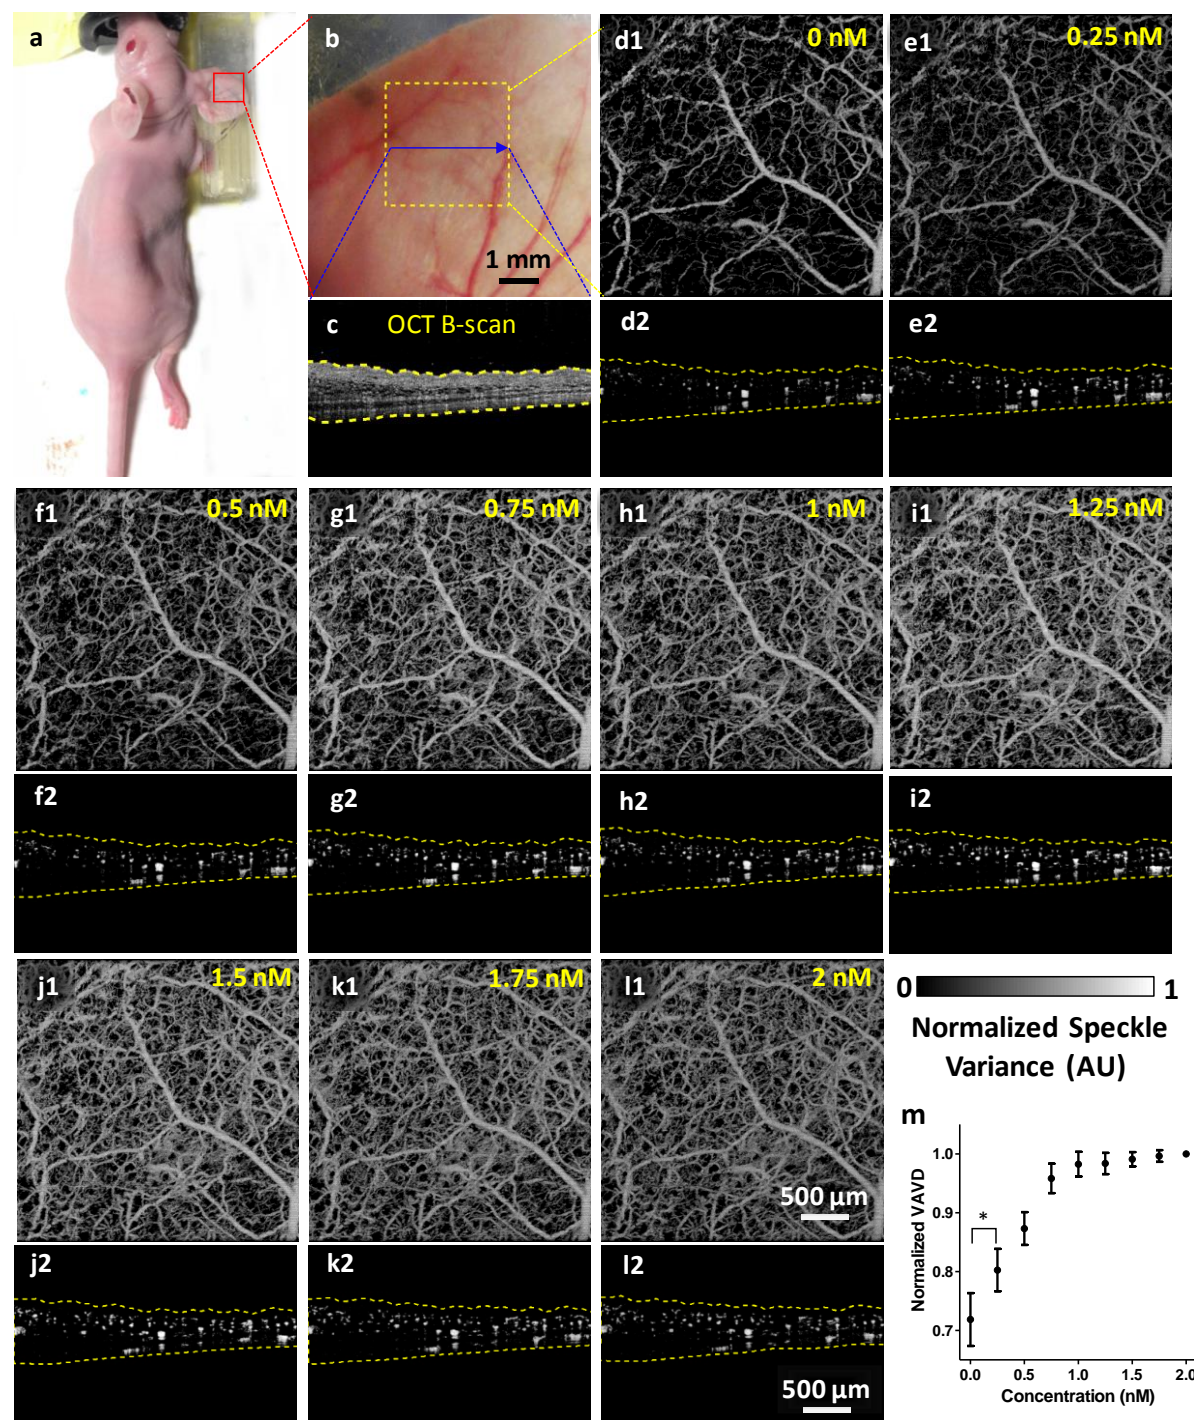 a
b
1 mm
c
OCT B-scan
d1
0 nM
e1
0.25 nM
d2
e2
f1
0.5 nM
g1
0.75 nM
h1
1 nM
i1
1.25 nM
f2
g2
h2
i2
j1
1.5 nM
k1
1.75 nM
l1
2 nM
500 µm
j2
k2
l2
500 µm
0
1
Normalized Speckle
Variance (AU)
m
Normalized VAVD
1.0
0.9
0.8
0.7
*
0.0
0.5
1.0
1.5
2.0
Concentration (nM)